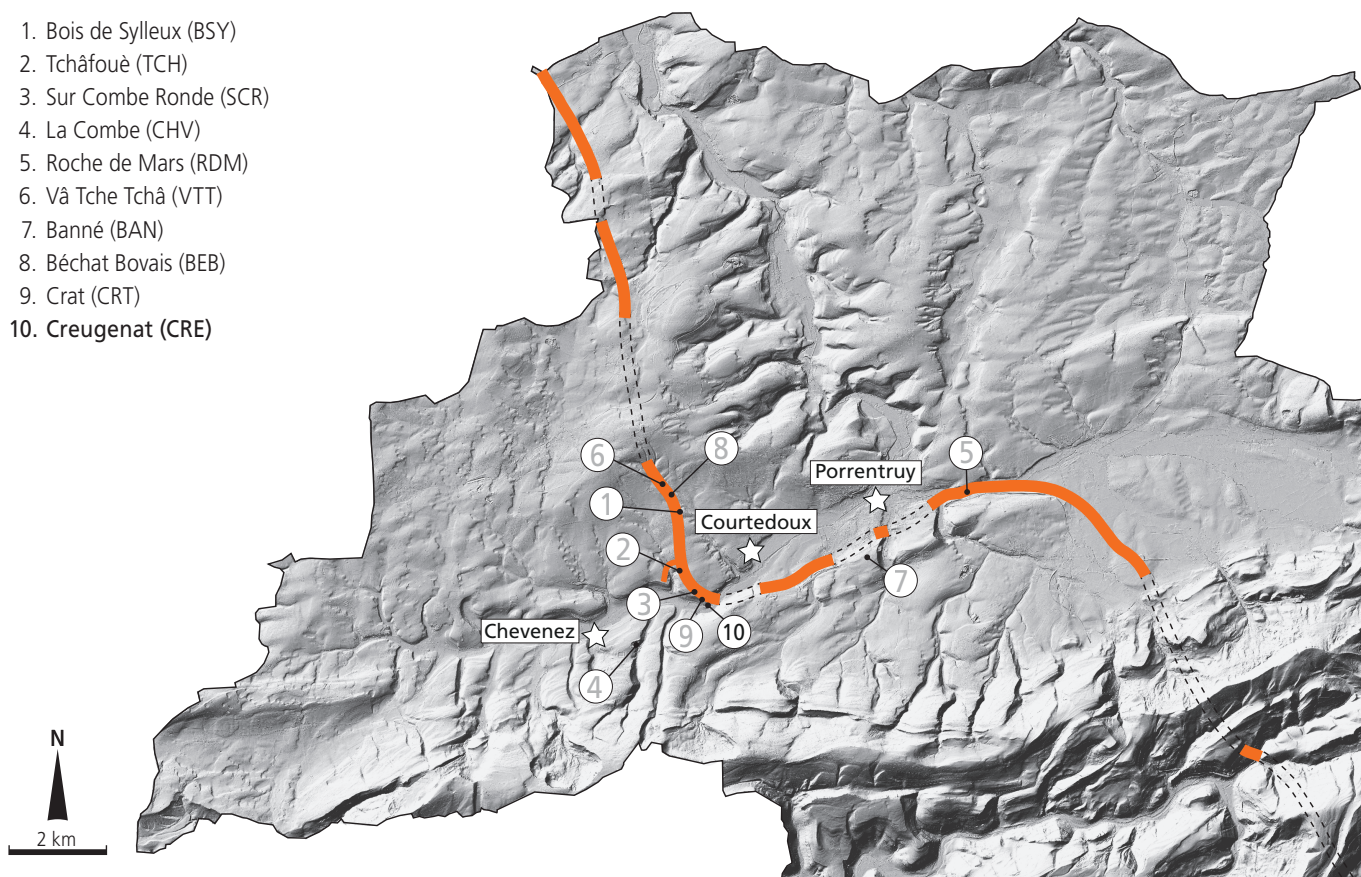 1. Bois de Sylleux (BSY)
2. Tchâfouè (TCH)
3. Sur Combe Ronde (SCR)
4. La Combe (CHV)
5. Roche de Mars (RDM)
6. Vâ Tche Tchâ (VTT)
7. Banné (BAN)
8. Béchat Bovais (BEB)
9. Crat (CRT)
10. Creugenat (CRE)
6
8
5
Porrentruy
1
Courtedoux
2
7
3
Chevenez
9
10
4
N
2 km